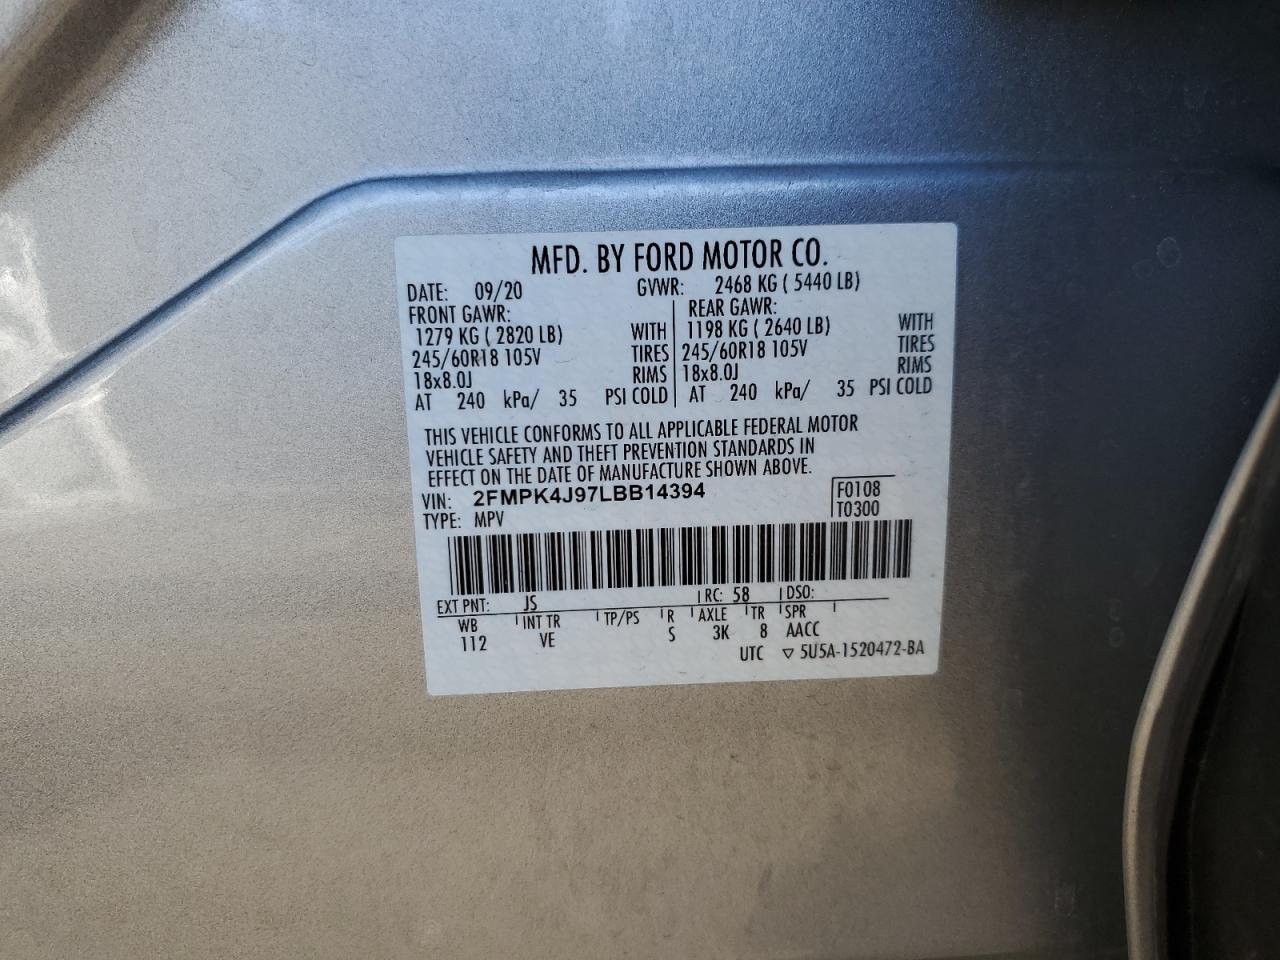 MFD. BY FORD MOTOR CO.
DATE: 09/20 GVWR: 2468 KG ( 5440 LB)
FRONT GAWR: REAR GAWR:
1279 KG ( 2820 LB) WITH 1198 KG ( 2640 LB) WITH
245/60R18 105V TIRES 245/60R18 105V TIRES
18x8.0J RIMS 18x8.0J RIMS
AT 240 kPa/ 35 PSI COLD AT 240 kPa/ 35 PSI COLD
THIS VEHICLE CONFORMS TO ALL APPLICABLE FEDERAL MOTOR
VEHICLE SAFETY AND THEFT PREVENTION STANDARDS IN
EFFECT ON THE DATE OF MANUFACTURE SHOWN ABOVE.
VIN: 2FMPK4J97LBB14394 F0108
TYPE: MPV T0300
EXT PNT: JS RC: 58 DSO:
WB INT TR TP/PS R AXLE TR SPR
112 VE S 3K 8 AACC
UTC ▽ 5U5A-1520472-BA